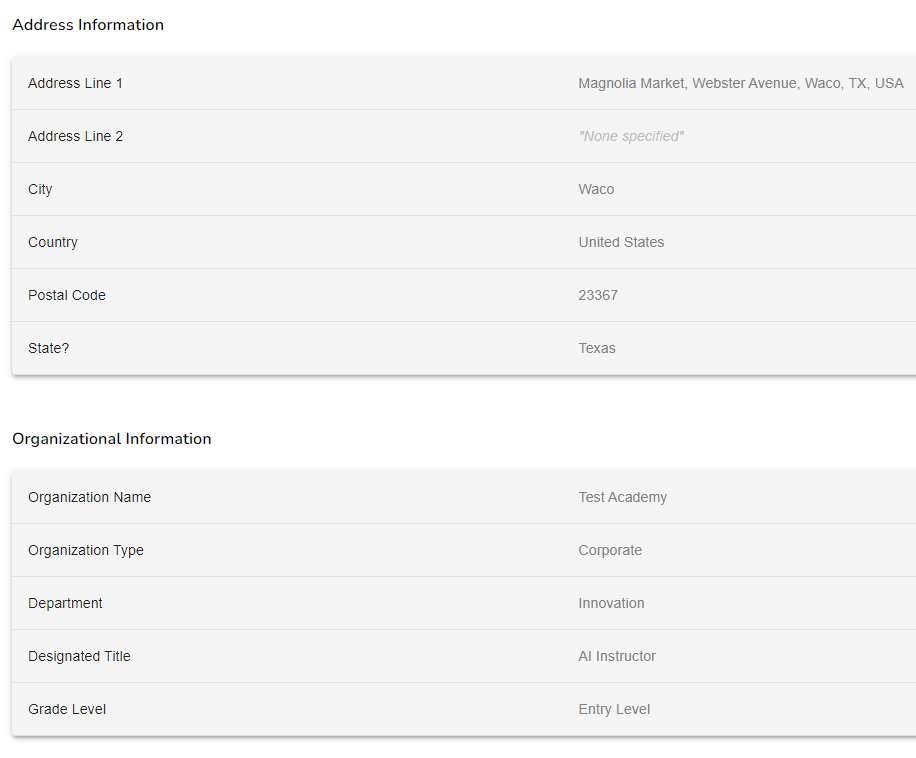 Address Information
Address Line 1 Magnolia Market, Webster Avenue, Waco, TX, USA
Address Line 2 "None specified"
City Waco
Country United States
Postal Code 23367
State? Texas
Organizational Information
Organization Name Test Academy
Organization Type Corporate
Department Innovation
Designated Title AI Instructor
Grade Level Entry Level